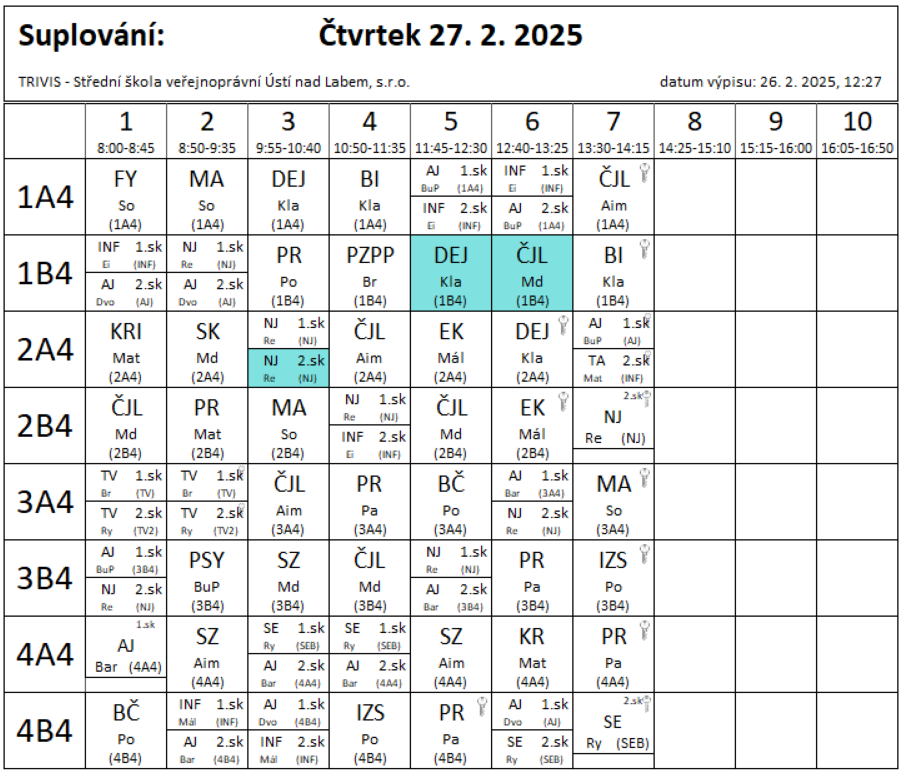 Suplování: Čtvrtek 27. 2. 2025
TRIVIS - Střední škola veřejnoprávní Ústí nad Labem, s.r.o. datum výpisu: 26. 2. 2025, 12:27
1 2 3 4 5 6 7 8 9 10
8:00-8:45 8:50-9:35 9:55-10:40 10:50-11:35 11:45-12:30 12:40-13:25 13:30-14:15 14:25-15:10 15:15-16:00 16:05-16:50
1A4
FY So (1A4)
MA So (1A4)
DEJ Kla (1A4)
BI Kla (1A4)
AJ 1.sk BuP (1A4)
INF 2.sk Ei (INF)
INF 1.sk Ei (INF)
AJ 2.sk BuP (1A4)
ČJL Aim (1A4)
1B4
INF 1.sk Ei (INF)
AJ 2.sk Dvo (AJ)
NJ 1.sk Re (NJ)
AJ 2.sk Dvo (AJ)
PR Po (1B4)
PZPP Br (1B4)
DEJ Kla (1B4)
ČJL Md (1B4)
BI Kla (1B4)
2A4
KRI Mat (2A4)
SK Md (2A4)
NJ 1.sk Re (NJ)
NJ 2.sk Re (NJ)
ČJL Aim (2A4)
EK Mál (2A4)
DEJ Kla (2A4)
AJ 1.sk BuP (AJ)
TA 2.sk Mat (INF)
2B4
ČJL Md (2B4)
PR Mat (2B4)
MA So (2B4)
NJ 1.sk Re (NJ)
INF 2.sk Ei (INF)
ČJL Md (2B4)
EK Mál (2B4)
2.sk NJ Re (NJ)
3A4
TV 1.sk Br (TV)
TV 2.sk Ry (TV2)
TV 1.sk Br (TV)
TV 2.sk Ry (TV2)
ČJL Aim (3A4)
PR Pa (3A4)
BČ Po (3A4)
AJ 1.sk Bar (3A4)
NJ 2.sk Re (NJ)
MA So (3A4)
3B4
AJ 1.sk BuP (3B4)
NJ 2.sk Re (NJ)
PSY BuP (3B4)
SZ Md (3B4)
ČJL Md (3B4)
NJ 1.sk Re (NJ)
AJ 2.sk Bar (3B4)
PR Pa (3B4)
IZS Po (3B4)
4A4
1.sk AJ Bar (4A4)
SZ Aim (4A4)
SE 1.sk Ry (SEB)
AJ 2.sk Bar (4A4)
SE 1.sk Ry (SEB)
AJ 2.sk Bar (4A4)
SZ Aim (4A4)
KR Mat (4A4)
PR Pa (4A4)
4B4
BČ Po (4B4)
INF 1.sk Mál (INF)
AJ 2.sk Bar (4B4)
AJ 1.sk Dvo (4B4)
INF 2.sk Mál (INF)
IZS Po (4B4)
PR Pa (4B4)
AJ 1.sk Dvo (AJ)
SE 2.sk Ry (SEB)
2.sk SE Ry (SEB)